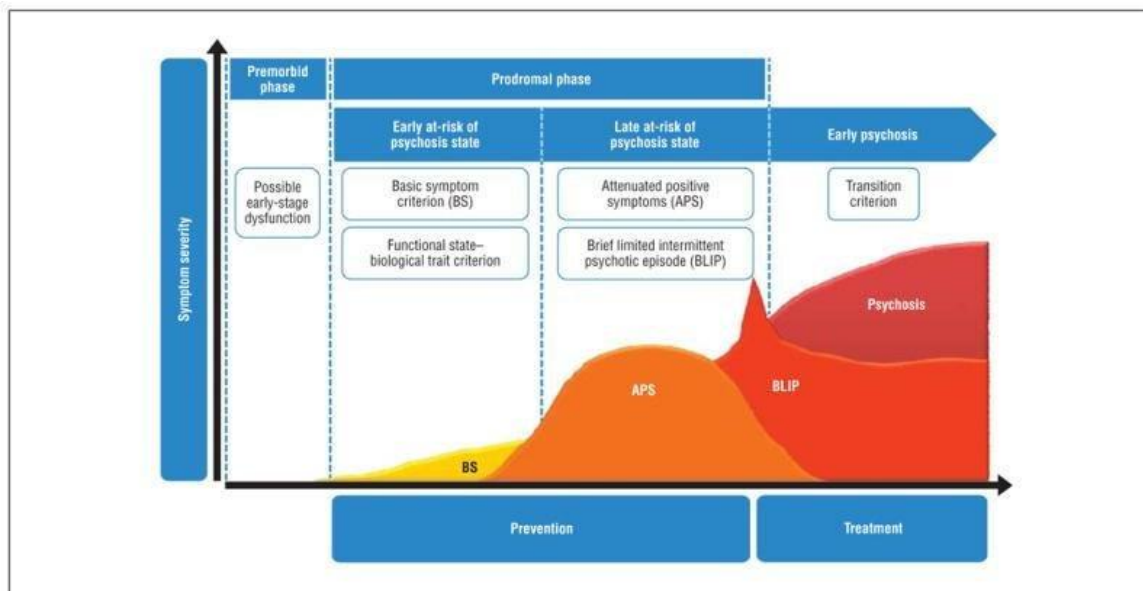 Symptom severity
Premorbid
phase
Prodromal phase
Early at-risk of
psychosis state
Late at-risk of
psychosis state
Early psychosis
Possible
early-stage
dysfunction
Basic symptom
criterion (BS)
Attenuated positive
symptoms (APS)
Transition
criterion
Functional state–
biological trait criterion
Brief limited intermittent
psychotic episode (BLIP)
Psychosis
APS
BLIP
BS
Prevention
Treatment